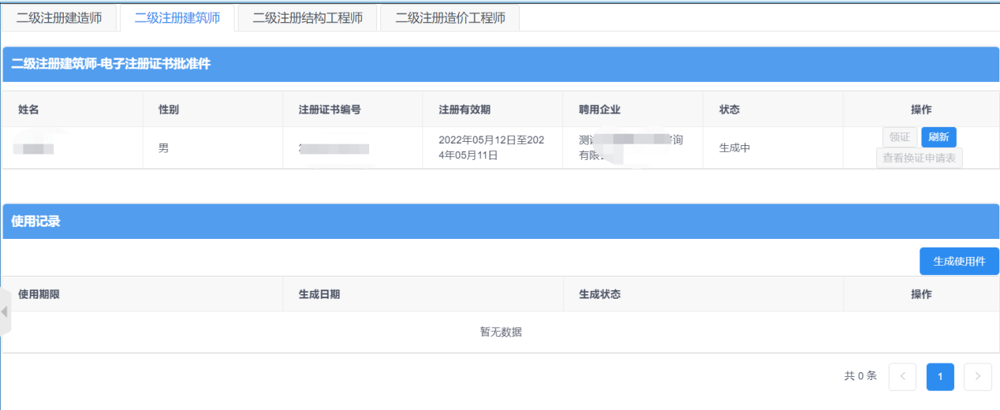 二级注册建造师 二级注册建筑师 二级注册结构工程师 二级注册造价工程师
二级注册建筑师-电子注册证书批准件
姓名 性别 注册证书编号 注册有效期 聘用企业 状态 操作
男 2022年05月12日至202 测 询 生成中 领证 刷新
4年05月11日 有限 查看换证申请表
使用记录
生成使用件
使用期限 生成日期 生成状态 操作
暂无数据
共 0 条 < 1 >